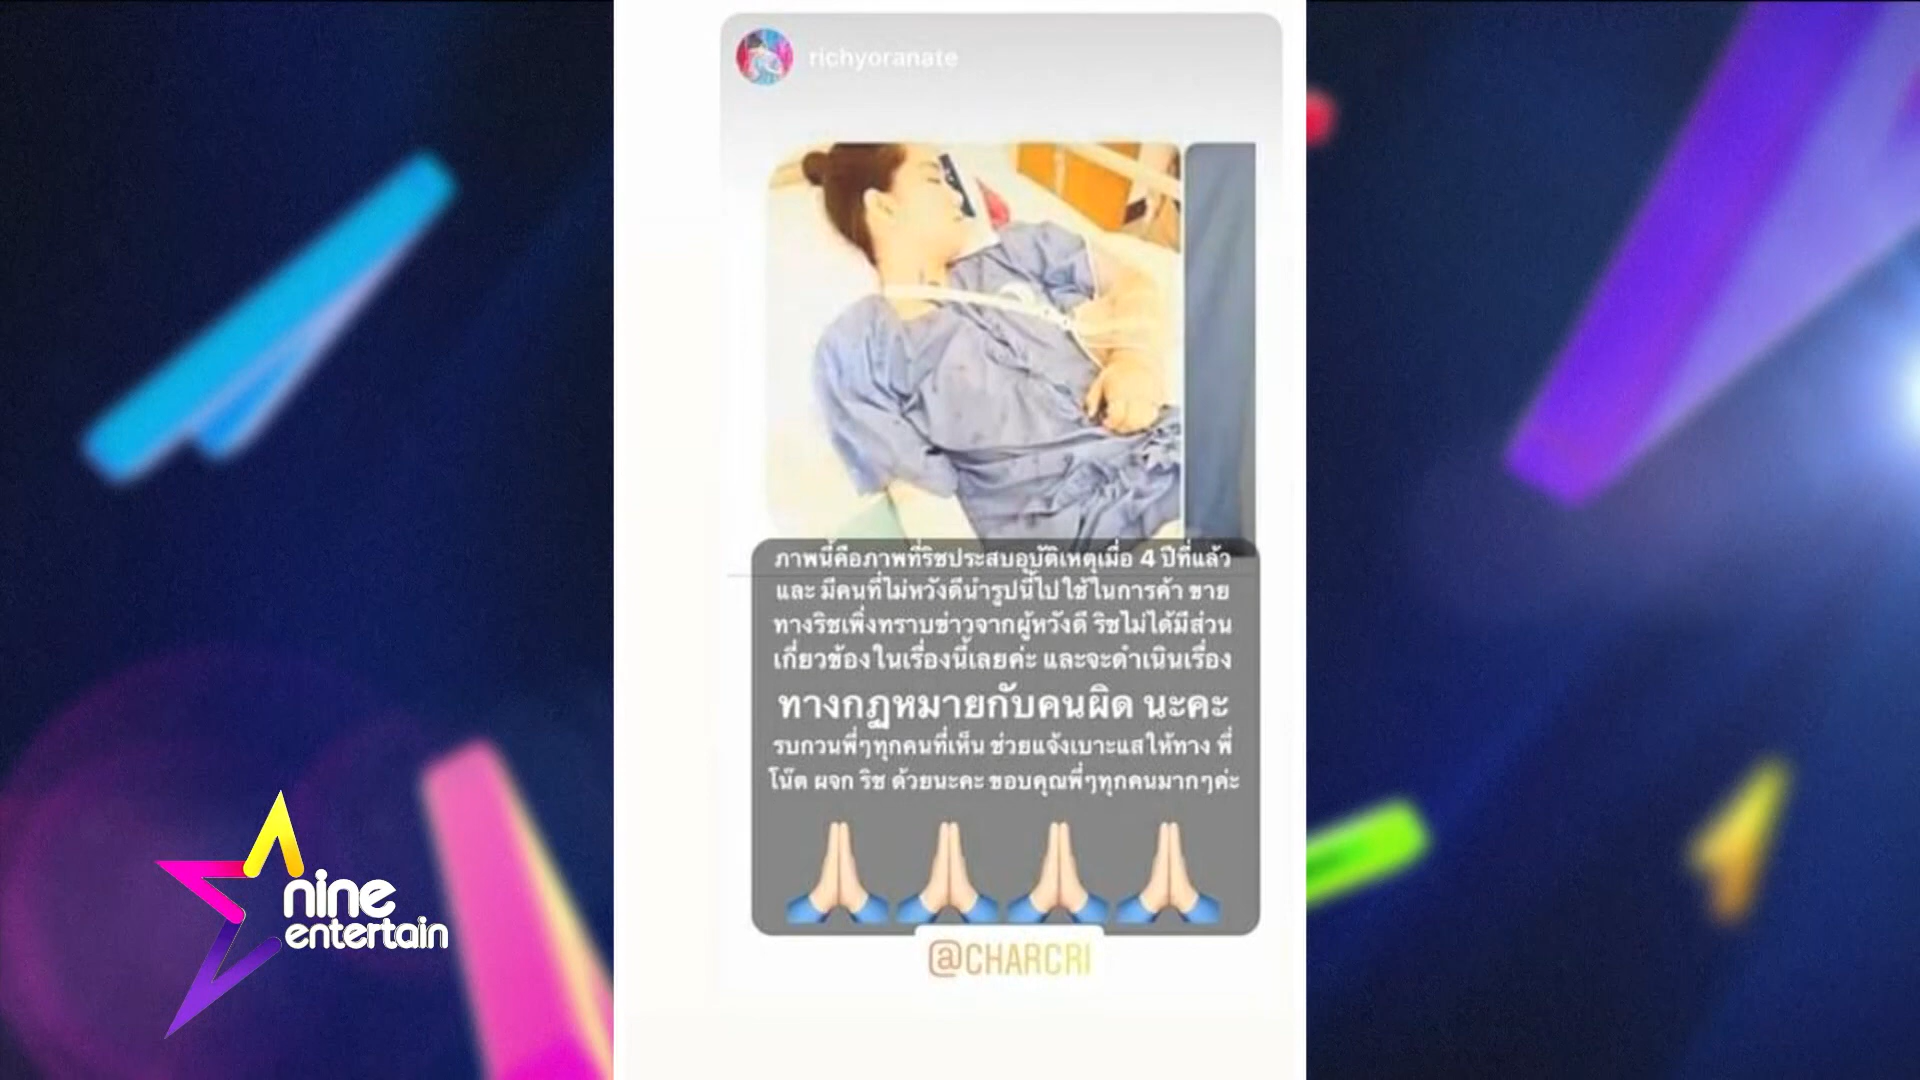 richyoranate
ภาพนี้คือภาพที่ริชประสบอุบัติเหตุเมื่อ 4 ปีที่แล้ว
และ มีคนที่ไม่หวังดีนำรูปนี้ไปใช้ในการค้า ขาย
ทางริชเพิ่งทราบข่าวจากผู้หวังดี ริชไม่ได้มีส่วน
เกี่ยวข้องในเรื่องนี้เลยค่ะ และจะดำเนินเรื่อง
ทางกฎหมายกับคนผิด นะคะ
รบกวนพี่ๆทุกคนที่เห็น ช่วยแจ้งเบาะแสให้ทาง พี่
โน๊ต ผจก ริช ด้วยนะคะ ขอบคุณพี่ๆทุกคนมากๆค่ะ
🙏🏻🙏🏻🙏🏻🙏🏻
@CHARCRI
nine
entertain